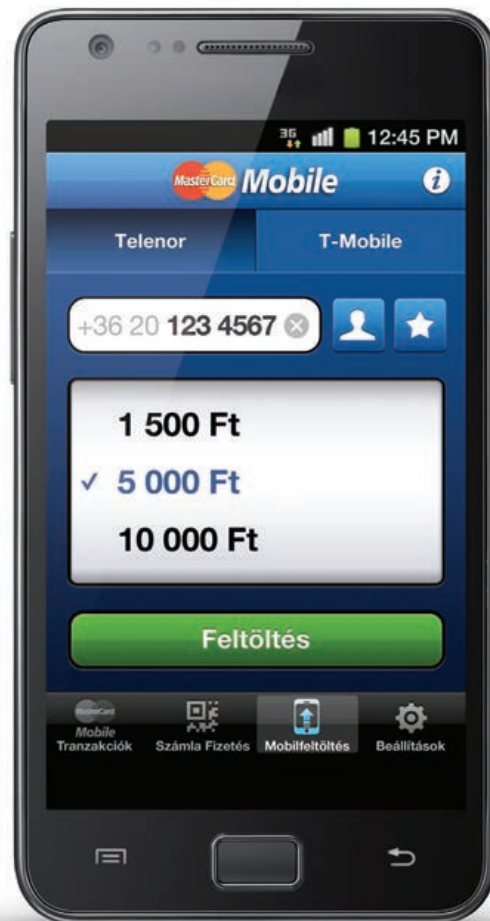 3G 12:45 PM
MasterCard Mobile i
Telenor T-Mobile
+36 20 123 4567
1 500 Ft
✓ 5 000 Ft
10 000 Ft
Feltöltés
MasterCard
Mobile
Tranzakciók Számla Fizetés Mobilfeltöltés Beállítások